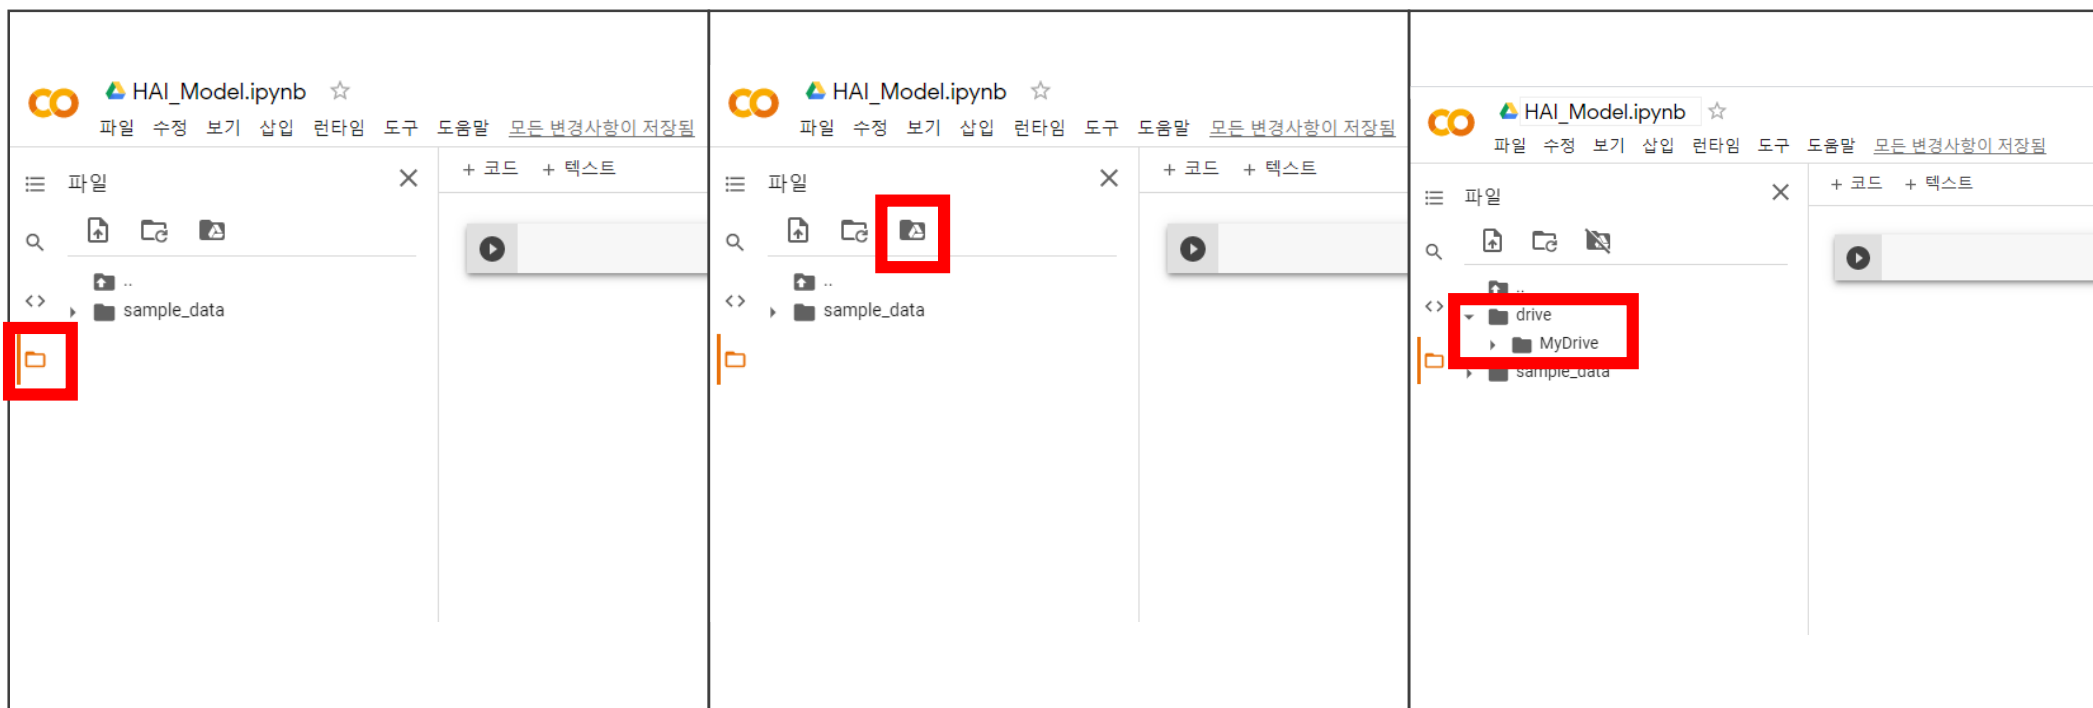 HAI_Model.ipynb
파일 수정 보기 삽입 런타임 도구 도움말 모든 변경사항이 저장됨
파일
+ 코드 + 텍스트
..
sample_data
HAI_Model.ipynb
파일 수정 보기 삽입 런타임 도구 도움말 모든 변경사항이 저장됨
파일
+ 코드 + 텍스트
..
sample_data
HAI_Model.ipynb
파일 수정 보기 삽입 런타임 도구 도움말 모든 변경사항이 저장됨
파일
+ 코드 + 텍스트
..
drive
MyDrive
sample_data